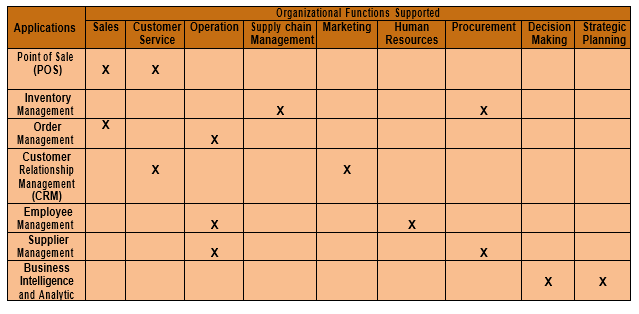 Organizational Functions Supported
Applications Sales Customer Service Operation Supply chain Management Marketing Human Resources Procurement Decision Making Strategic Planning
Point of Sale
(POS) X X
Inventory
Management X X
Order X
Management X
Customer
Relationship X X
Management
(CRM)
Employee
Management X X
Supplier
Management X X
Business
Intelligence X X
and Analytic